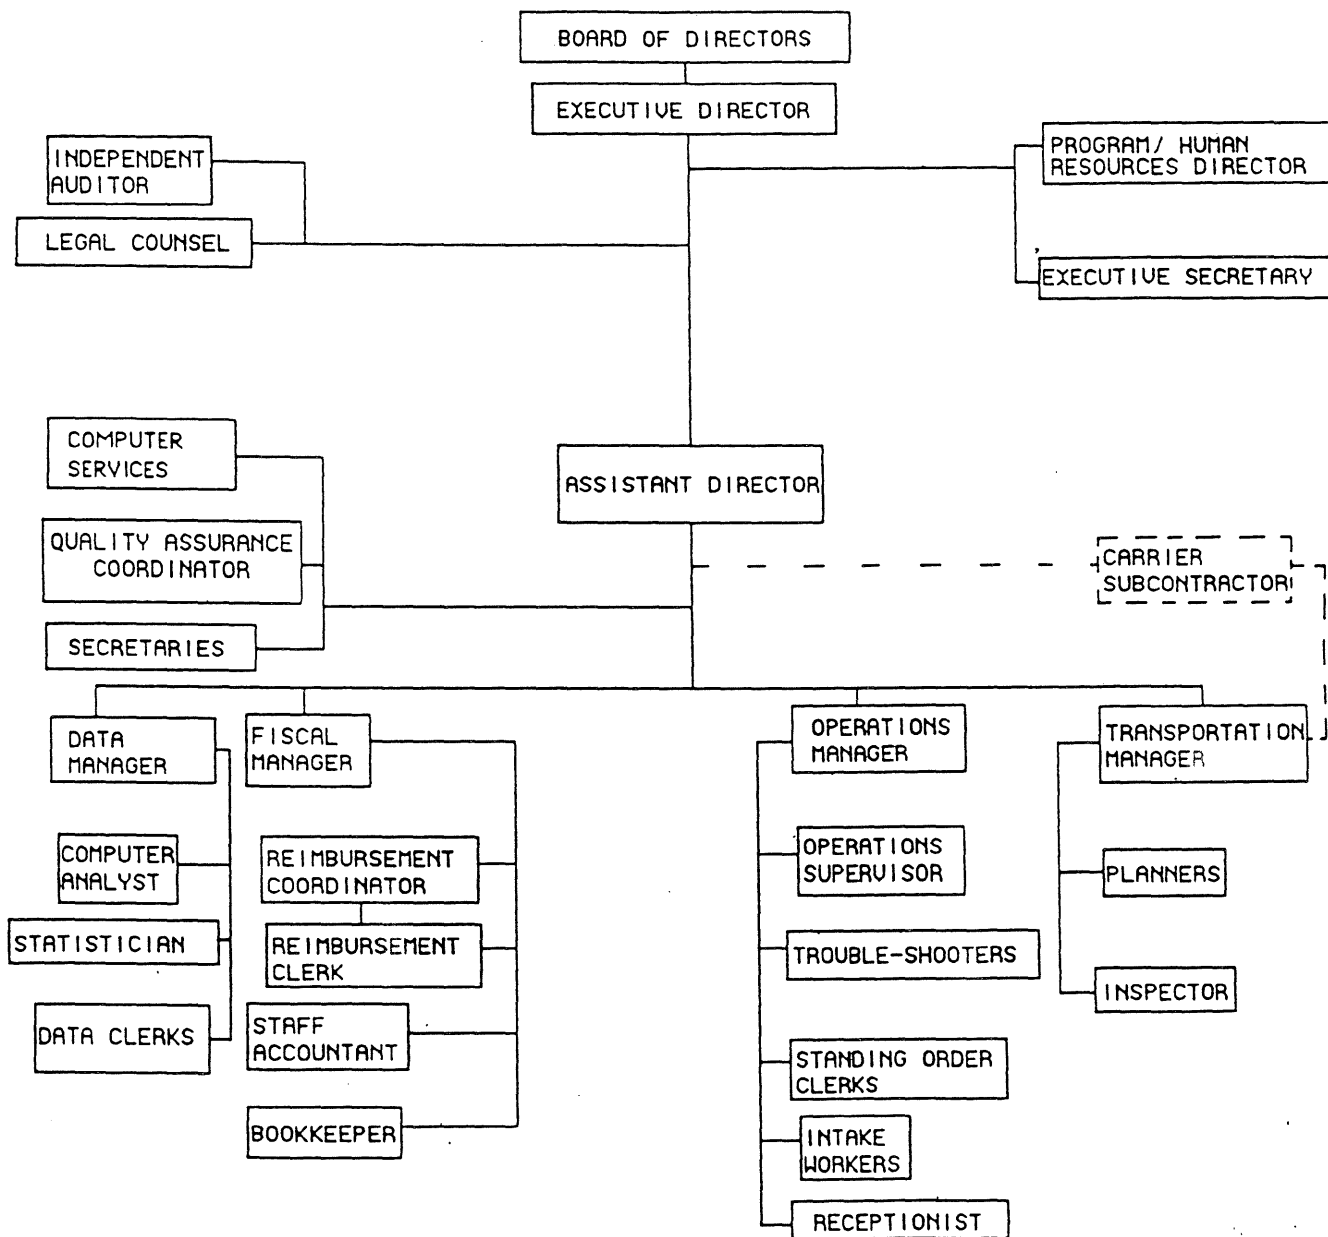 BOARD OF DIRECTORS
EXECUTIVE DIRECTOR
INDEPENDENT
AUDITOR
LEGAL COUNSEL
PROGRAM/ HUMAN
RESOURCES DIRECTOR
EXECUTIVE SECRETARY
COMPUTER
SERVICES
ASSISTANT DIRECTOR
QUALITY ASSURANCE
COORDINATOR
CARRIER
SUBCONTRACTOR
SECRETARIES
DATA
MANAGER
COMPUTER
ANALYST
STATISTICIAN
DATA CLERKS
FISCAL
MANAGER
REIMBURSEMENT
COORDINATOR
REIMBURSEMENT
CLERK
STAFF
ACCOUNTANT
BOOKKEEPER
OPERATIONS
MANAGER
OPERATIONS
SUPERVISOR
TROUBLE-SHOOTERS
STANDING ORDER
CLERKS
INTAKE
WORKERS
RECEPTIONIST
TRANSPORTATION
MANAGER
PLANNERS
INSPECTOR